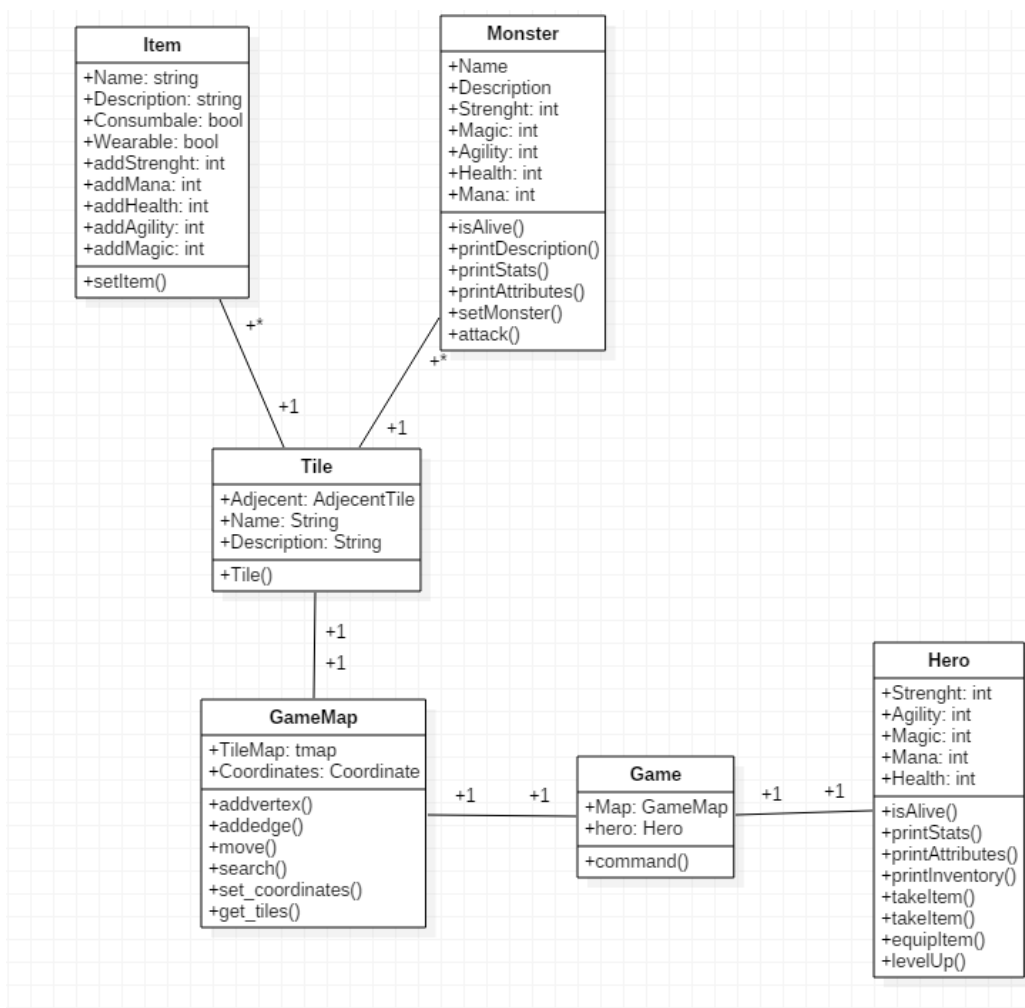 Item
+Name: string
+Description: string
+Consumbale: bool
+Wearable: bool
+addStrenght: int
+addMana: int
+addHealth: int
+addAgility: int
+addMagic: int
+setItem()
Monster
+Name
+Description
+Strenght: int
+Magic: int
+Agility: int
+Health: int
+Mana: int
+isAlive()
+printDescription()
+printStats()
+printAttributes()
+setMonster()
+attack()
+*
+*
+1
+1
Tile
+Adjecent: AdjecentTile
+Name: String
+Description: String
+Tile()
+1
+1
GameMap
+TileMap: tmap
+Coordinates: Coordinate
+addvertex()
+addedge()
+move()
+search()
+set_coordinates()
+get_tiles()
+1
+1
Game
+Map: GameMap
+hero: Hero
+command()
+1
+1
Hero
+Strenght: int
+Agility: int
+Magic: int
+Mana: int
+Health: int
+isAlive()
+printStats()
+printAttributes()
+printInventory()
+takeItem()
+takeItem()
+equipItem()
+levelUp()